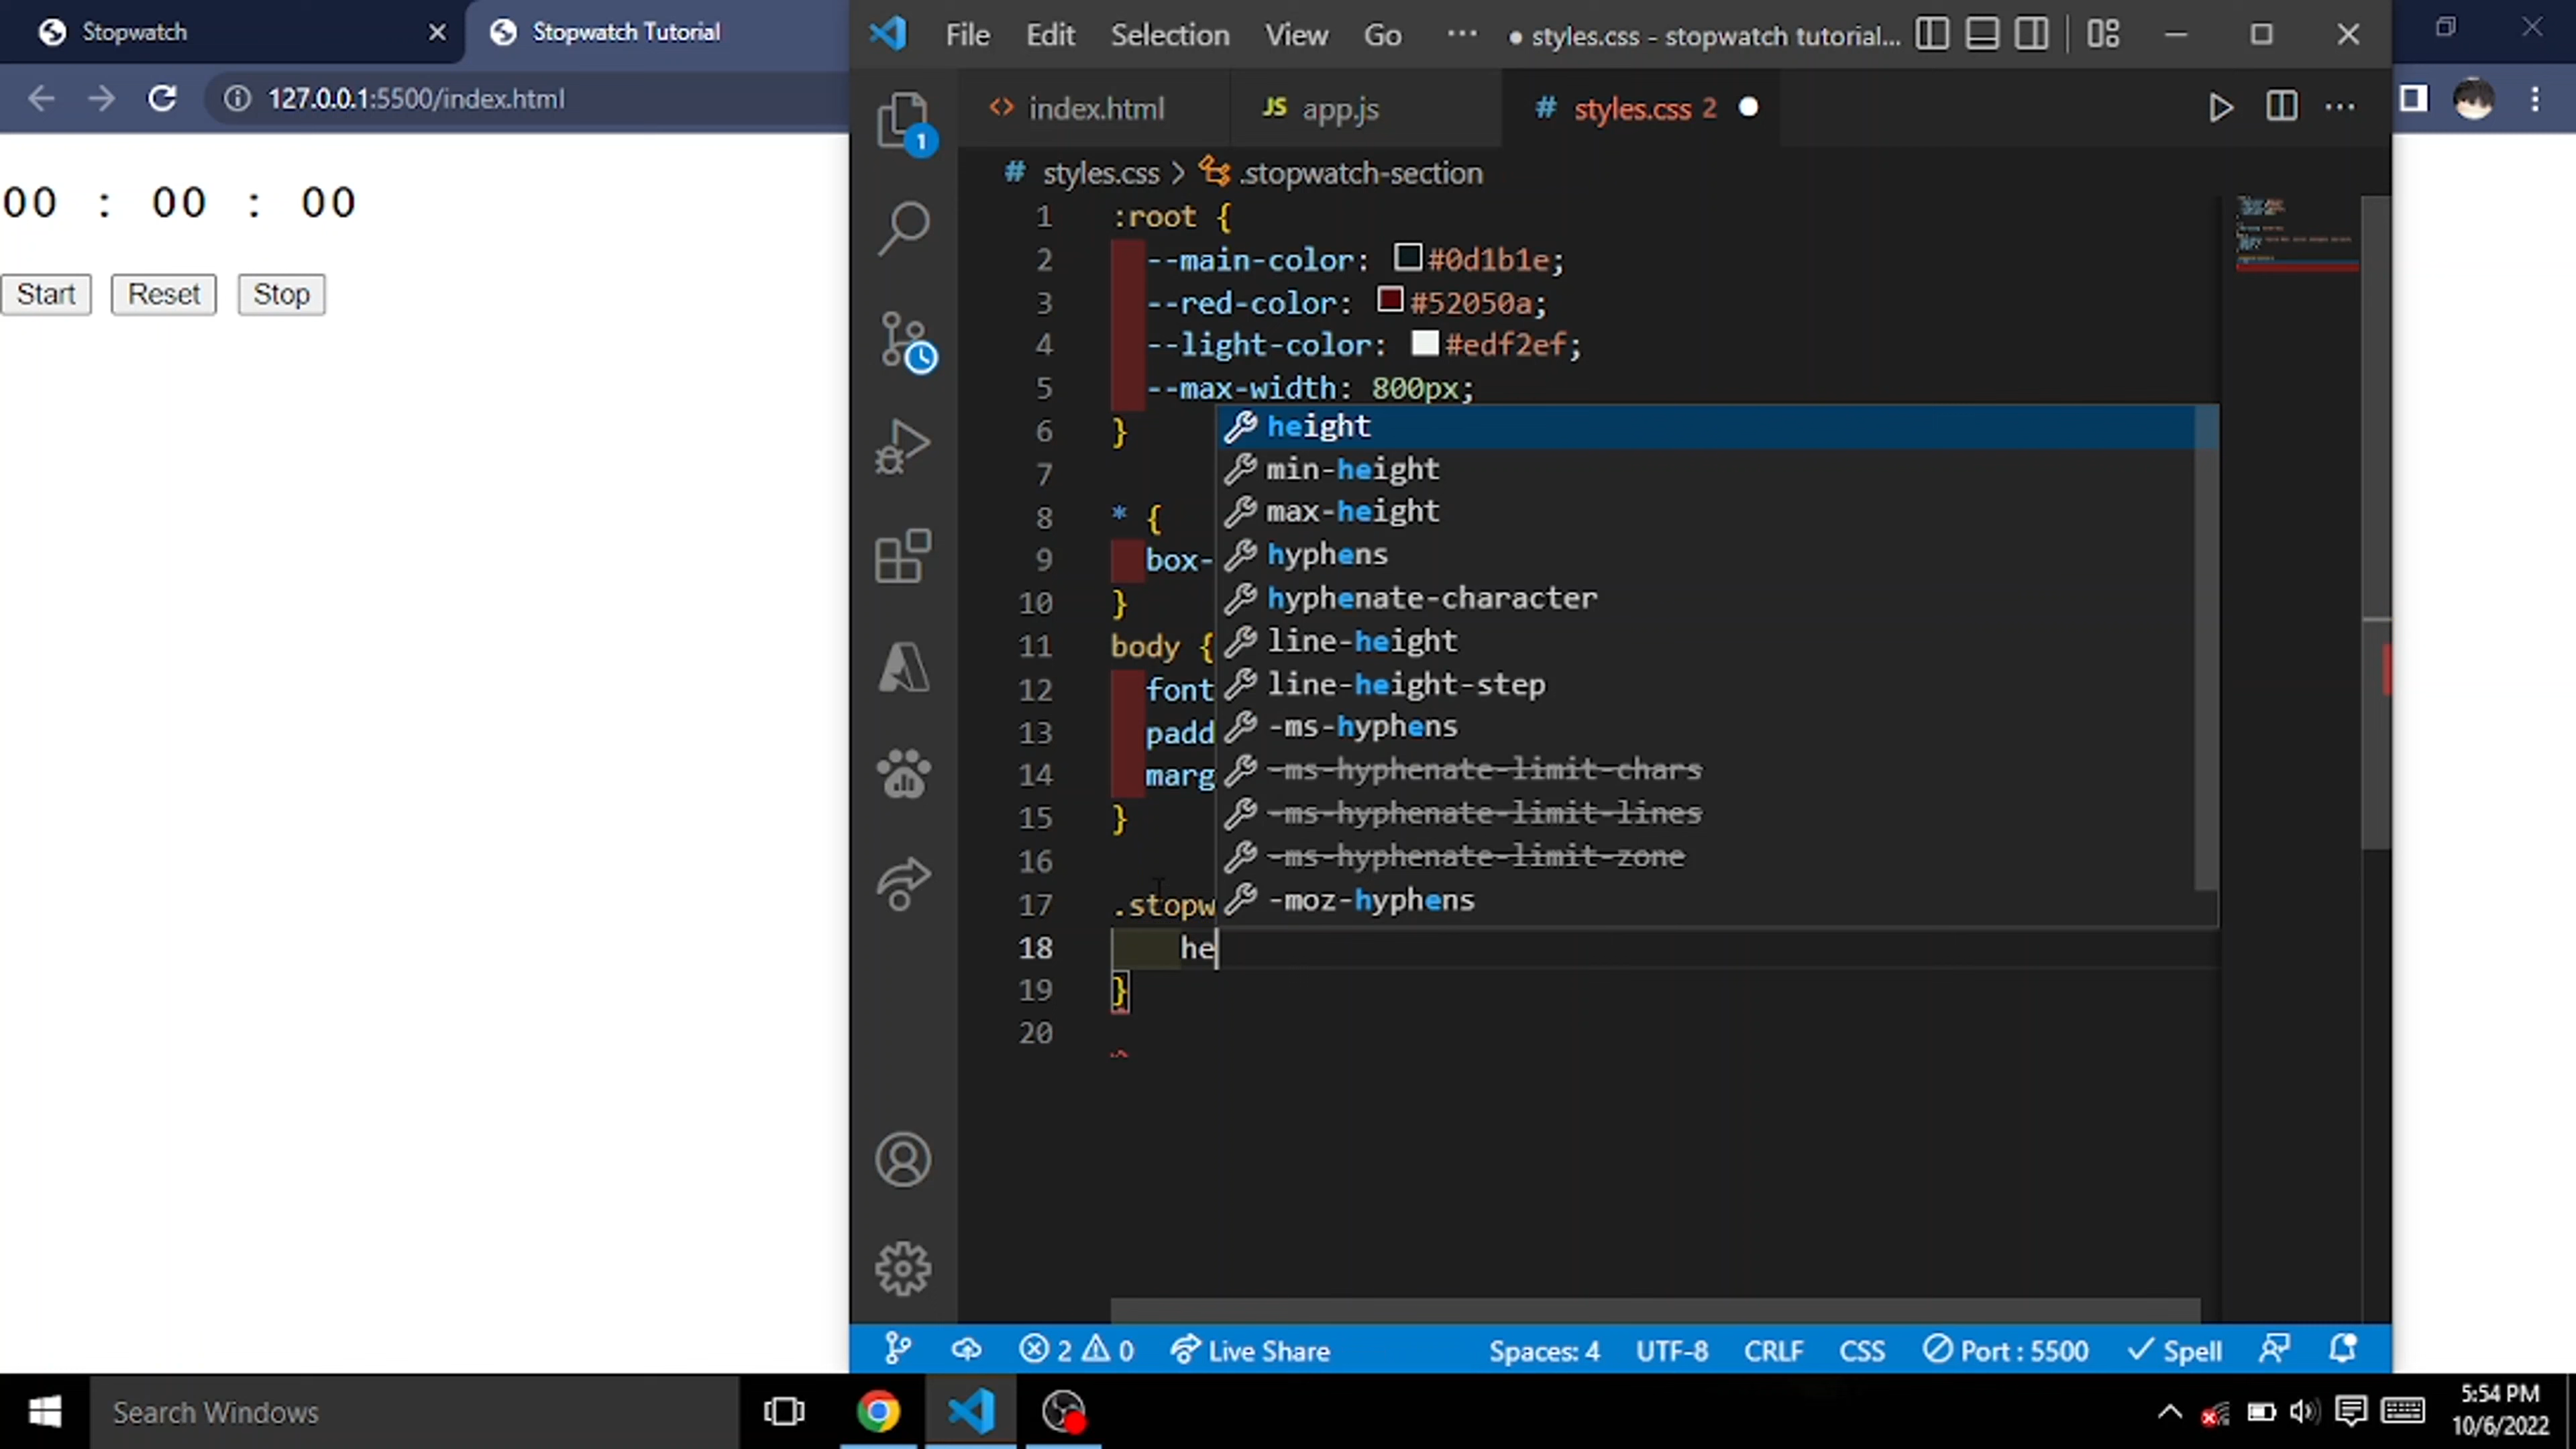 Stopwatch
Stopwatch Tutorial
127.0.0.1:5500/index.html
00 : 00 : 00
Start Reset Stop
File Edit Selection View Go ··· ● styles.css - stopwatch tutorial...
1
<> index.html JS app.js # styles.css 2
# styles.css > .stopwatch-section
1 :root {
2 --main-color: #0d1b1e;
3 --red-color: #52050a;
4 --light-color: #edf2ef;
5 --max-width: 800px;
6 }
7
8 * {
9 box-
10 }
11 body {
12 font
13 padd
14 marg
15 }
16
17 .stopw
18 he
19 }
20
height
min-height
max-height
hyphens
hyphenate-character
line-height
line-height-step
-ms-hyphens
-ms-hyphenate-limit-chars
-ms-hyphenate-limit-lines
-ms-hyphenate-limit-zone
-moz-hyphens
2 0 Live Share Spaces: 4 UTF-8 CRLF CSS Port : 5500 Spell
Search Windows
5:54 PM
10/6/2022